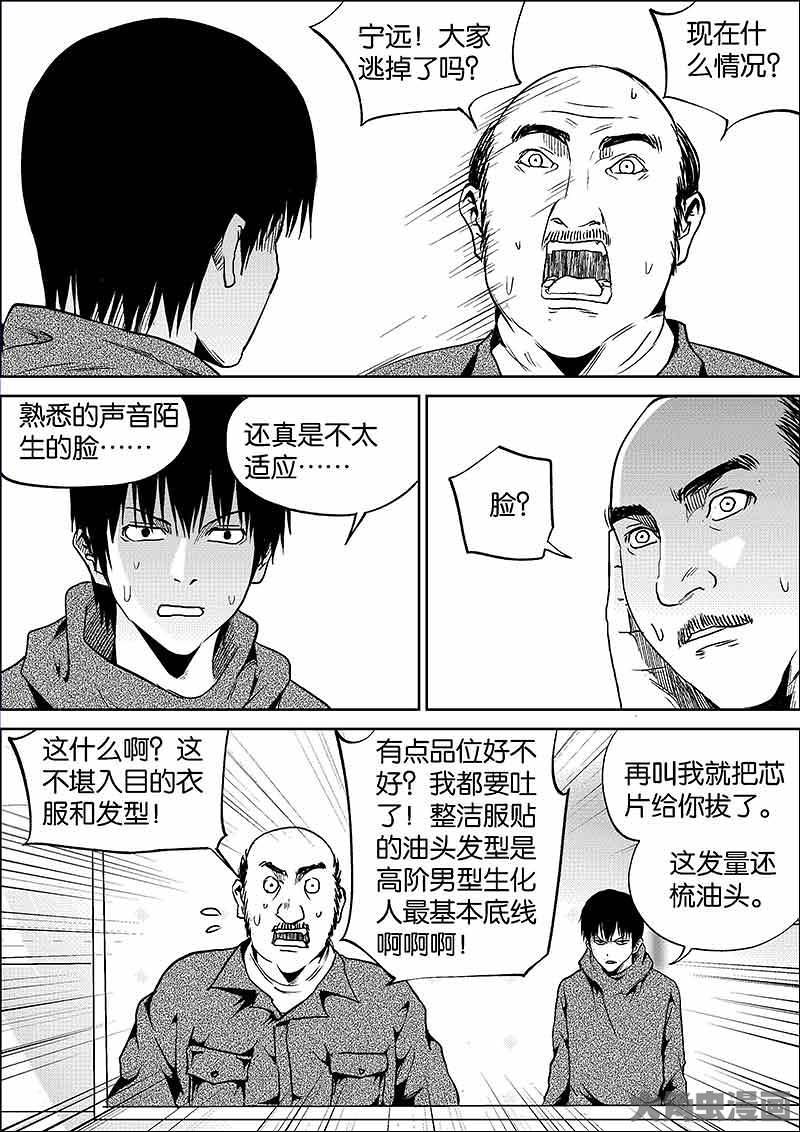 宁远！大家
逃掉了吗？
现在什
么情况？
熟悉的声音陌
生的脸……
还真是不太
适应……
脸？
这什么啊？这
不堪入目的衣
服和发型！
有点品位好不
好？我都要吐
了！整洁服贴
的油头发型是
高阶男型生化
人最基本底线
啊啊啊！
再叫我就把芯
片给你拔了。
这发量还
梳油头。